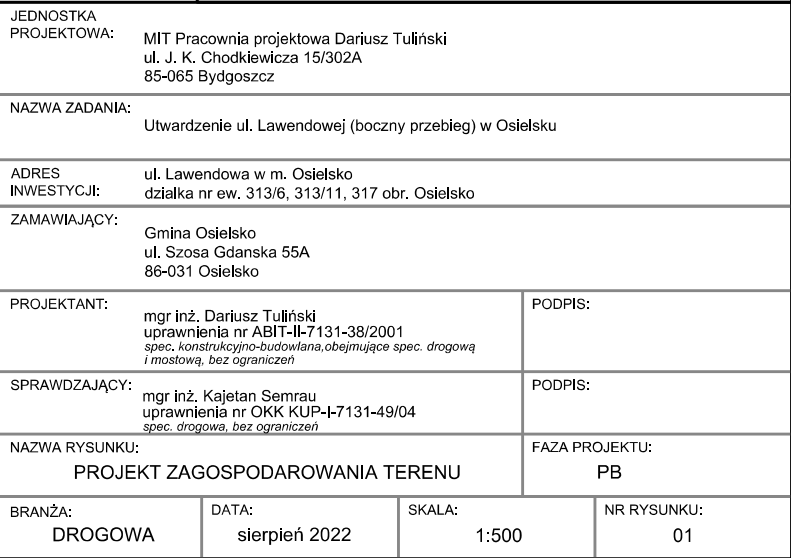 JEDNOSTKA
PROJEKTOWA:
MIT Pracownia projektowa Dariusz Tuliński
ul. J. K. Chodkiewicza 15/302A
85-065 Bydgoszcz
NAZWA ZADANIA:
Utwardzenie ul. Lawendowej (boczny przebieg) w Osielsku
ADRES
INWESTYCJI:
ul. Lawendowa w m. Osielsko
dzialka nr ew. 313/6, 313/11, 317 obr. Osielsko
ZAMAWIAJĄCY:
Gmina Osielsko
ul. Szosa Gdanska 55A
86-031 Osielsko
PROJEKTANT:
mgr inż. Dariusz Tuliński
uprawnienia nr ABIT-II-7131-38/2001
spec. konstrukcyjno-budowlana,obejmujące spec. drogową
i mostową, bez ograniczeń
PODPIS:
SPRAWDZAJĄCY:
mgr inż. Kajetan Semrau
uprawnienia nr OKK KUP-I-7131-49/04
spec. drogowa, bez ograniczeń
PODPIS:
NAZWA RYSUNKU:
PROJEKT ZAGOSPODAROWANIA TERENU
FAZA PROJEKTU:
PB
BRANŻA:
DROGOWA
DATA:
sierpień 2022
SKALA:
1:500
NR RYSUNKU:
01